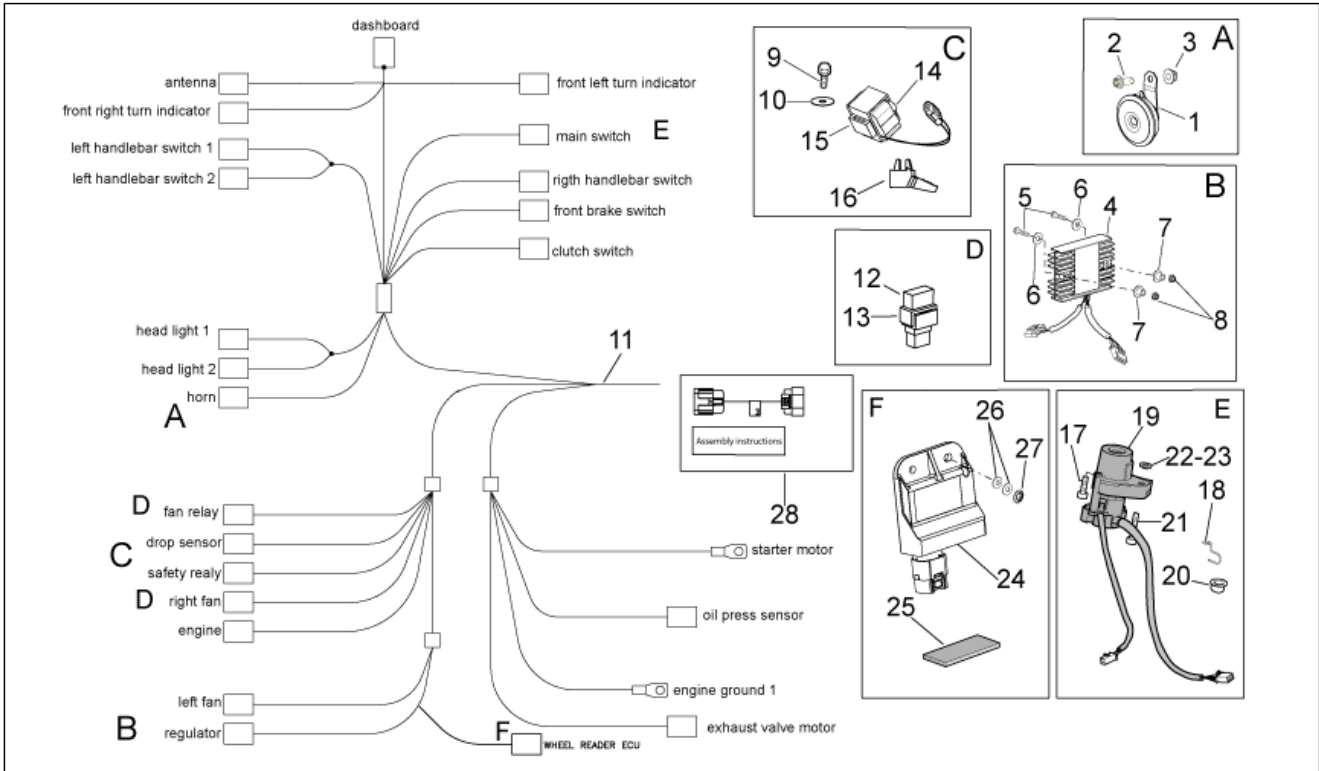 dashboard
antenna
front left turn indicator
front right turn indicator
left handlebar switch 1
main switch
E
left handlebar switch 2
rigth handlebar switch
front brake switch
clutch switch
head light 1
head light 2
horn
A
11
D
fan relay
drop sensor
C
safety realy
D
right fan
engine
left fan
B
regulator
F
WHEEL READER ECU
starter motor
oil press sensor
engine ground 1
exhaust valve motor
C
9
10
14
15
16
A
2
3
1
B
5
6
4
7
6
7
8
D
12
13
Assembly instructions
28
F
26
27
24
25
E
19
17
22-23
18
21
20